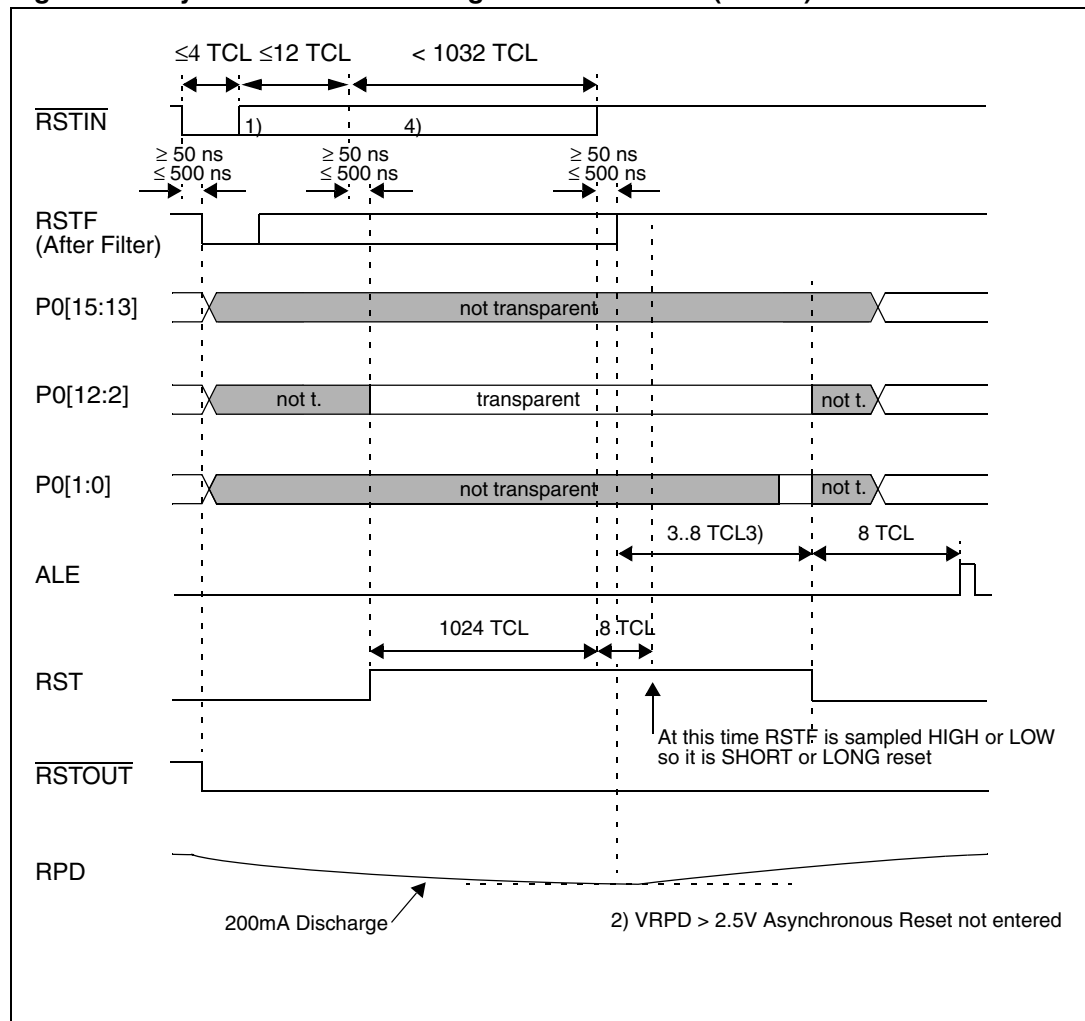 ≤4 TCL ≤12 TCL < 1032 TCL
RSTIN
1) 4)
≥ 50 ns ≥ 50 ns ≥ 50 ns
≤ 500 ns ≤ 500 ns ≤ 500 ns
RSTF
(After Filter)
P0[15:13] not transparent
P0[12:2] not t. transparent not t.
P0[1:0] not transparent not t.
3..8 TCL3) 8 TCL
ALE
1024 TCL 8 TCL
RST
At this time RSTF is sampled HIGH or LOW
so it is SHORT or LONG reset
RSTOUT
RPD
200mA Discharge 2) VRPD > 2.5V Asynchronous Reset not entered